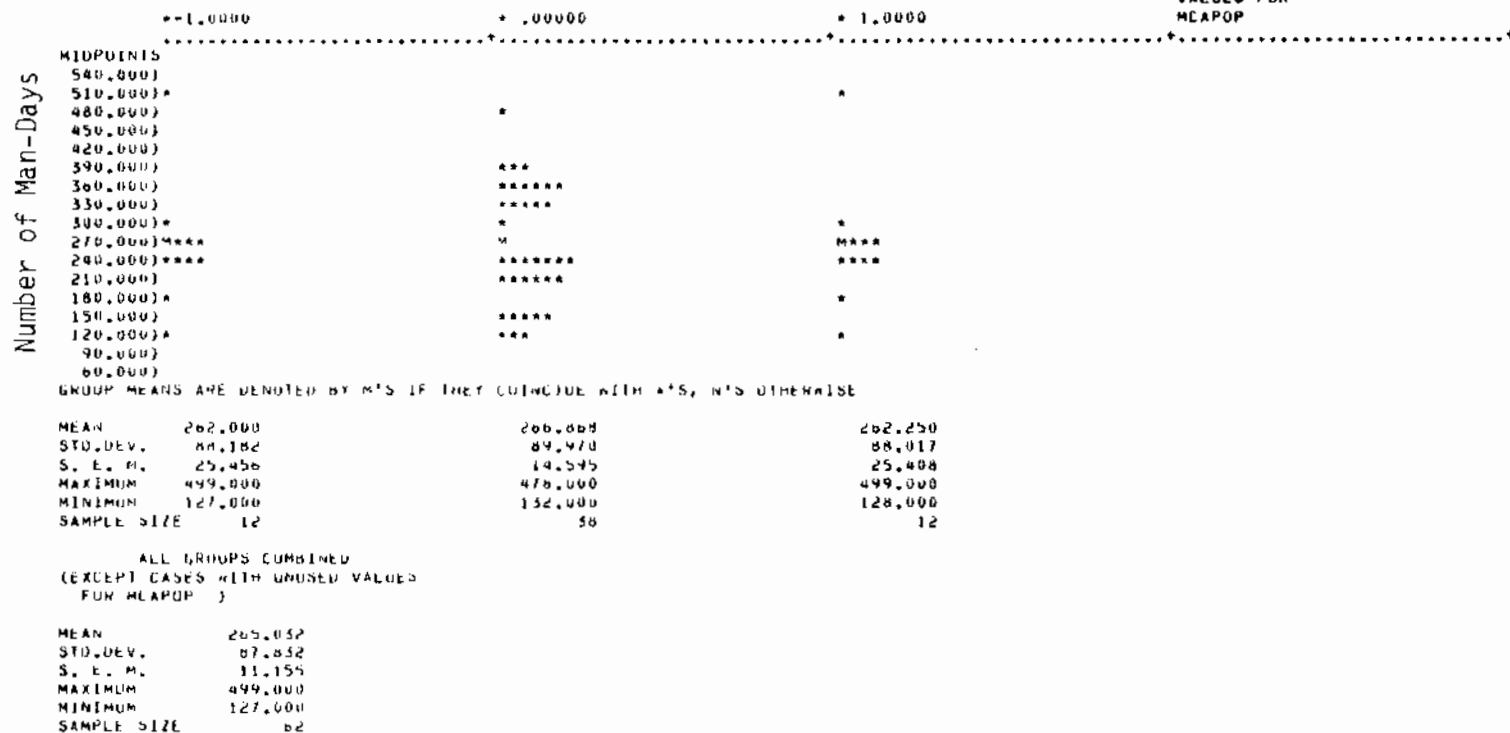 VALUES FOR
*-1.0000 * .00000 * 1.0000 MCAPOP
Number of Man-Days
MIDPOINTS
540.000)
510.000)* *
480.000) *
450.000)
420.000)
390.000) ***
360.000) ******
330.000) *****
300.000)* * *
270.000)M*** M M***
240.000)**** ******* ****
210.000) ******
180.000)* *
150.000) *****
120.000)* *** *
90.000)
60.000)
GROUP MEANS ARE DENOTED BY M'S IF THEY COINCIDE WITH *'S, N'S OTHERWISE
MEAN 262.000 266.868 262.250
STD.DEV. 88.182 89.970 88.017
S. E. M. 25.456 14.595 25.408
MAXIMUM 499.000 478.000 499.000
MINIMUM 127.000 132.000 128.000
SAMPLE SIZE 12 38 12
ALL GROUPS COMBINED
(EXCEPT CASES WITH UNUSED VALUES
FOR MCAPOP )
MEAN 265.032
STD.DEV. 87.832
S. E. M. 11.155
MAXIMUM 499.000
MINIMUM 127.000
SAMPLE SIZE 62